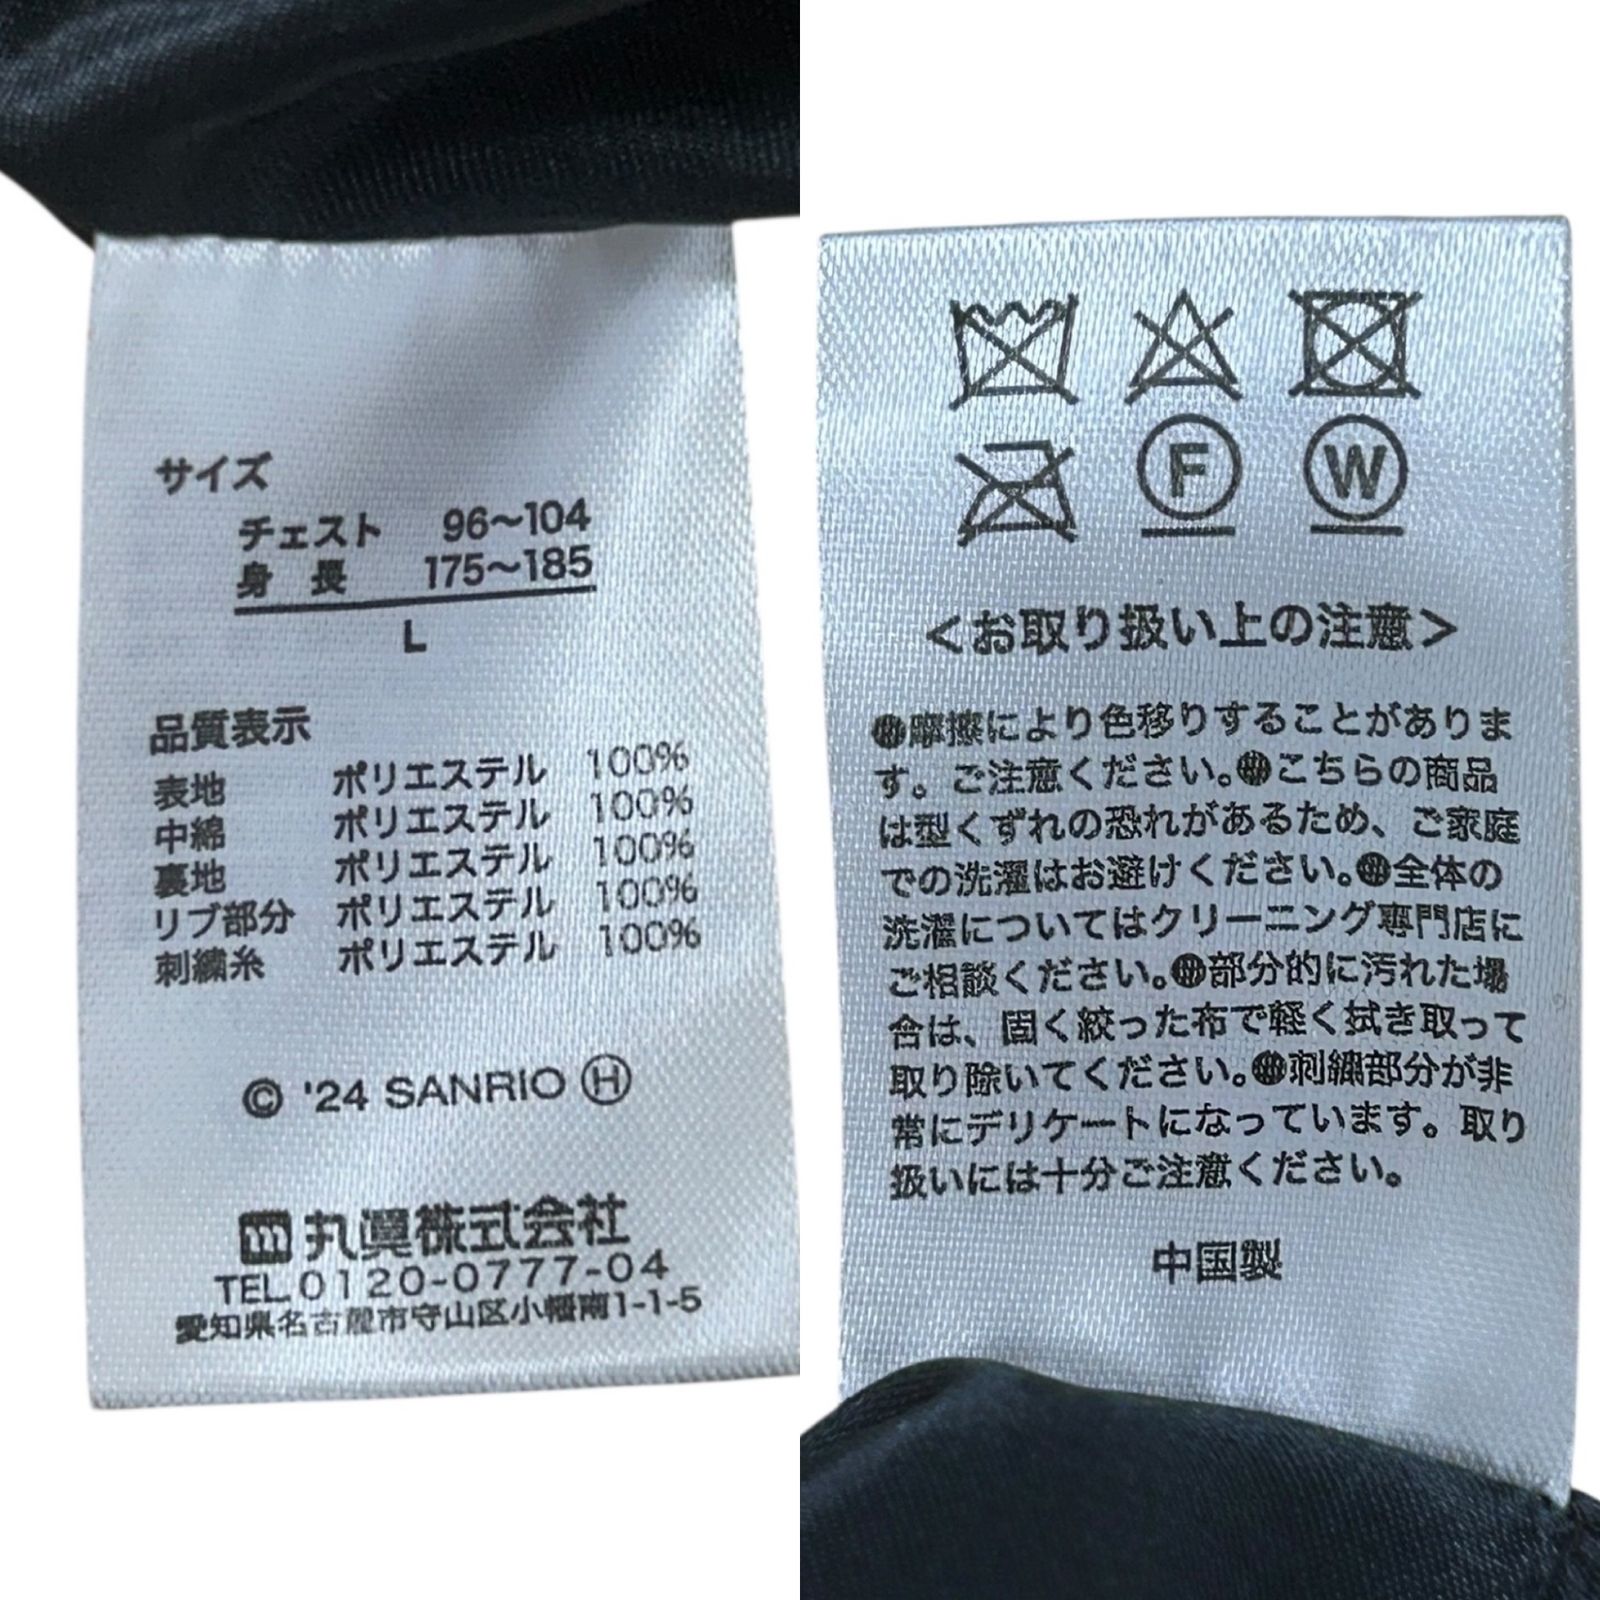 サイズ
チェスト 96〜104
身 長 175〜185
L
品質表示
表地 ポリエステル 100%
中綿 ポリエステル 100%
裏地 ポリエステル 100%
リブ部分 ポリエステル 100%
刺繍糸 ポリエステル 100%
© '24 SANRIO Ⓗ
m 丸眞株式会社
TEL.0120-0777-04
愛知県名古屋市守山区小幡南1-1-5
F W
<お取り扱い上の注意>
●摩擦により色移りすることがありま
す。ご注意ください。●こちらの商品
は型くずれの恐れがあるため、ご家庭
での洗濯はお避けください。●全体の
洗濯についてはクリーニング専門店に
ご相談ください。●部分的に汚れた場
合は、固く絞った布で軽く拭き取って
取り除いてください。●刺繍部分が非
常にデリケートになっています。取り
扱いには十分ご注意ください。
中国製